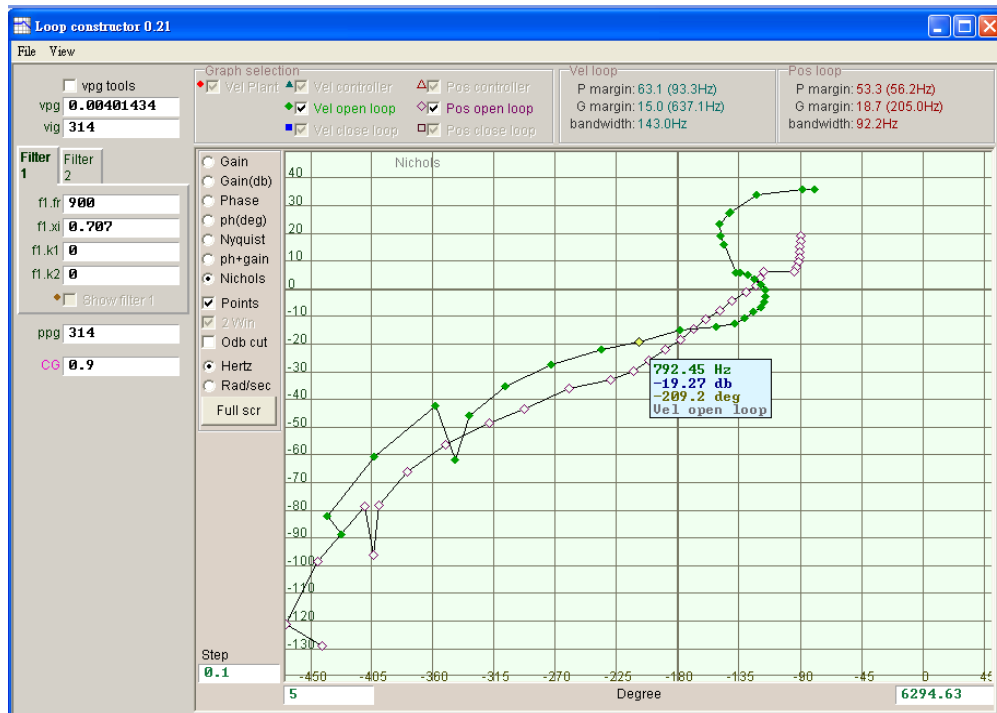 Loop constructor 0.21
File View
vpg tools
vpg 0.00401434
vig 314
Filter 1
Filter 2
f1.fr 900
f1.xi 0.707
f1.k1 0
f1.k2 0
Show filter 1
ppg 314
CG 0.9
Graph selection
Vel Plant
Vel controller
Pos controller
Vel open loop
Pos open loop
Vel close loop
Pos close loop
Vel loop
P margin: 63.1 (93.3Hz)
G margin: 15.0 (637.1Hz)
bandwidth: 143.0Hz
Pos loop
P margin: 53.3 (56.2Hz)
G margin: 18.7 (205.0Hz)
bandwidth: 92.2Hz
Gain
Gain(db)
Phase
ph(deg)
Nyquist
ph+gain
Nichols
Points
2 Win
0db cut
Hertz
Rad/sec
Full scr
Step
0.1
Nichols
40
30
20
10
0
-10
-20
-30
-40
-50
-60
-70
-80
-90
-100
-110
-120
-130
792.45 Hz
-19.27 db
-209.2 deg
Vel open loop
-450 -405 -360 -315 -270 -225 -180 -135 -90 -45 0 45
5
Degree
6294.63